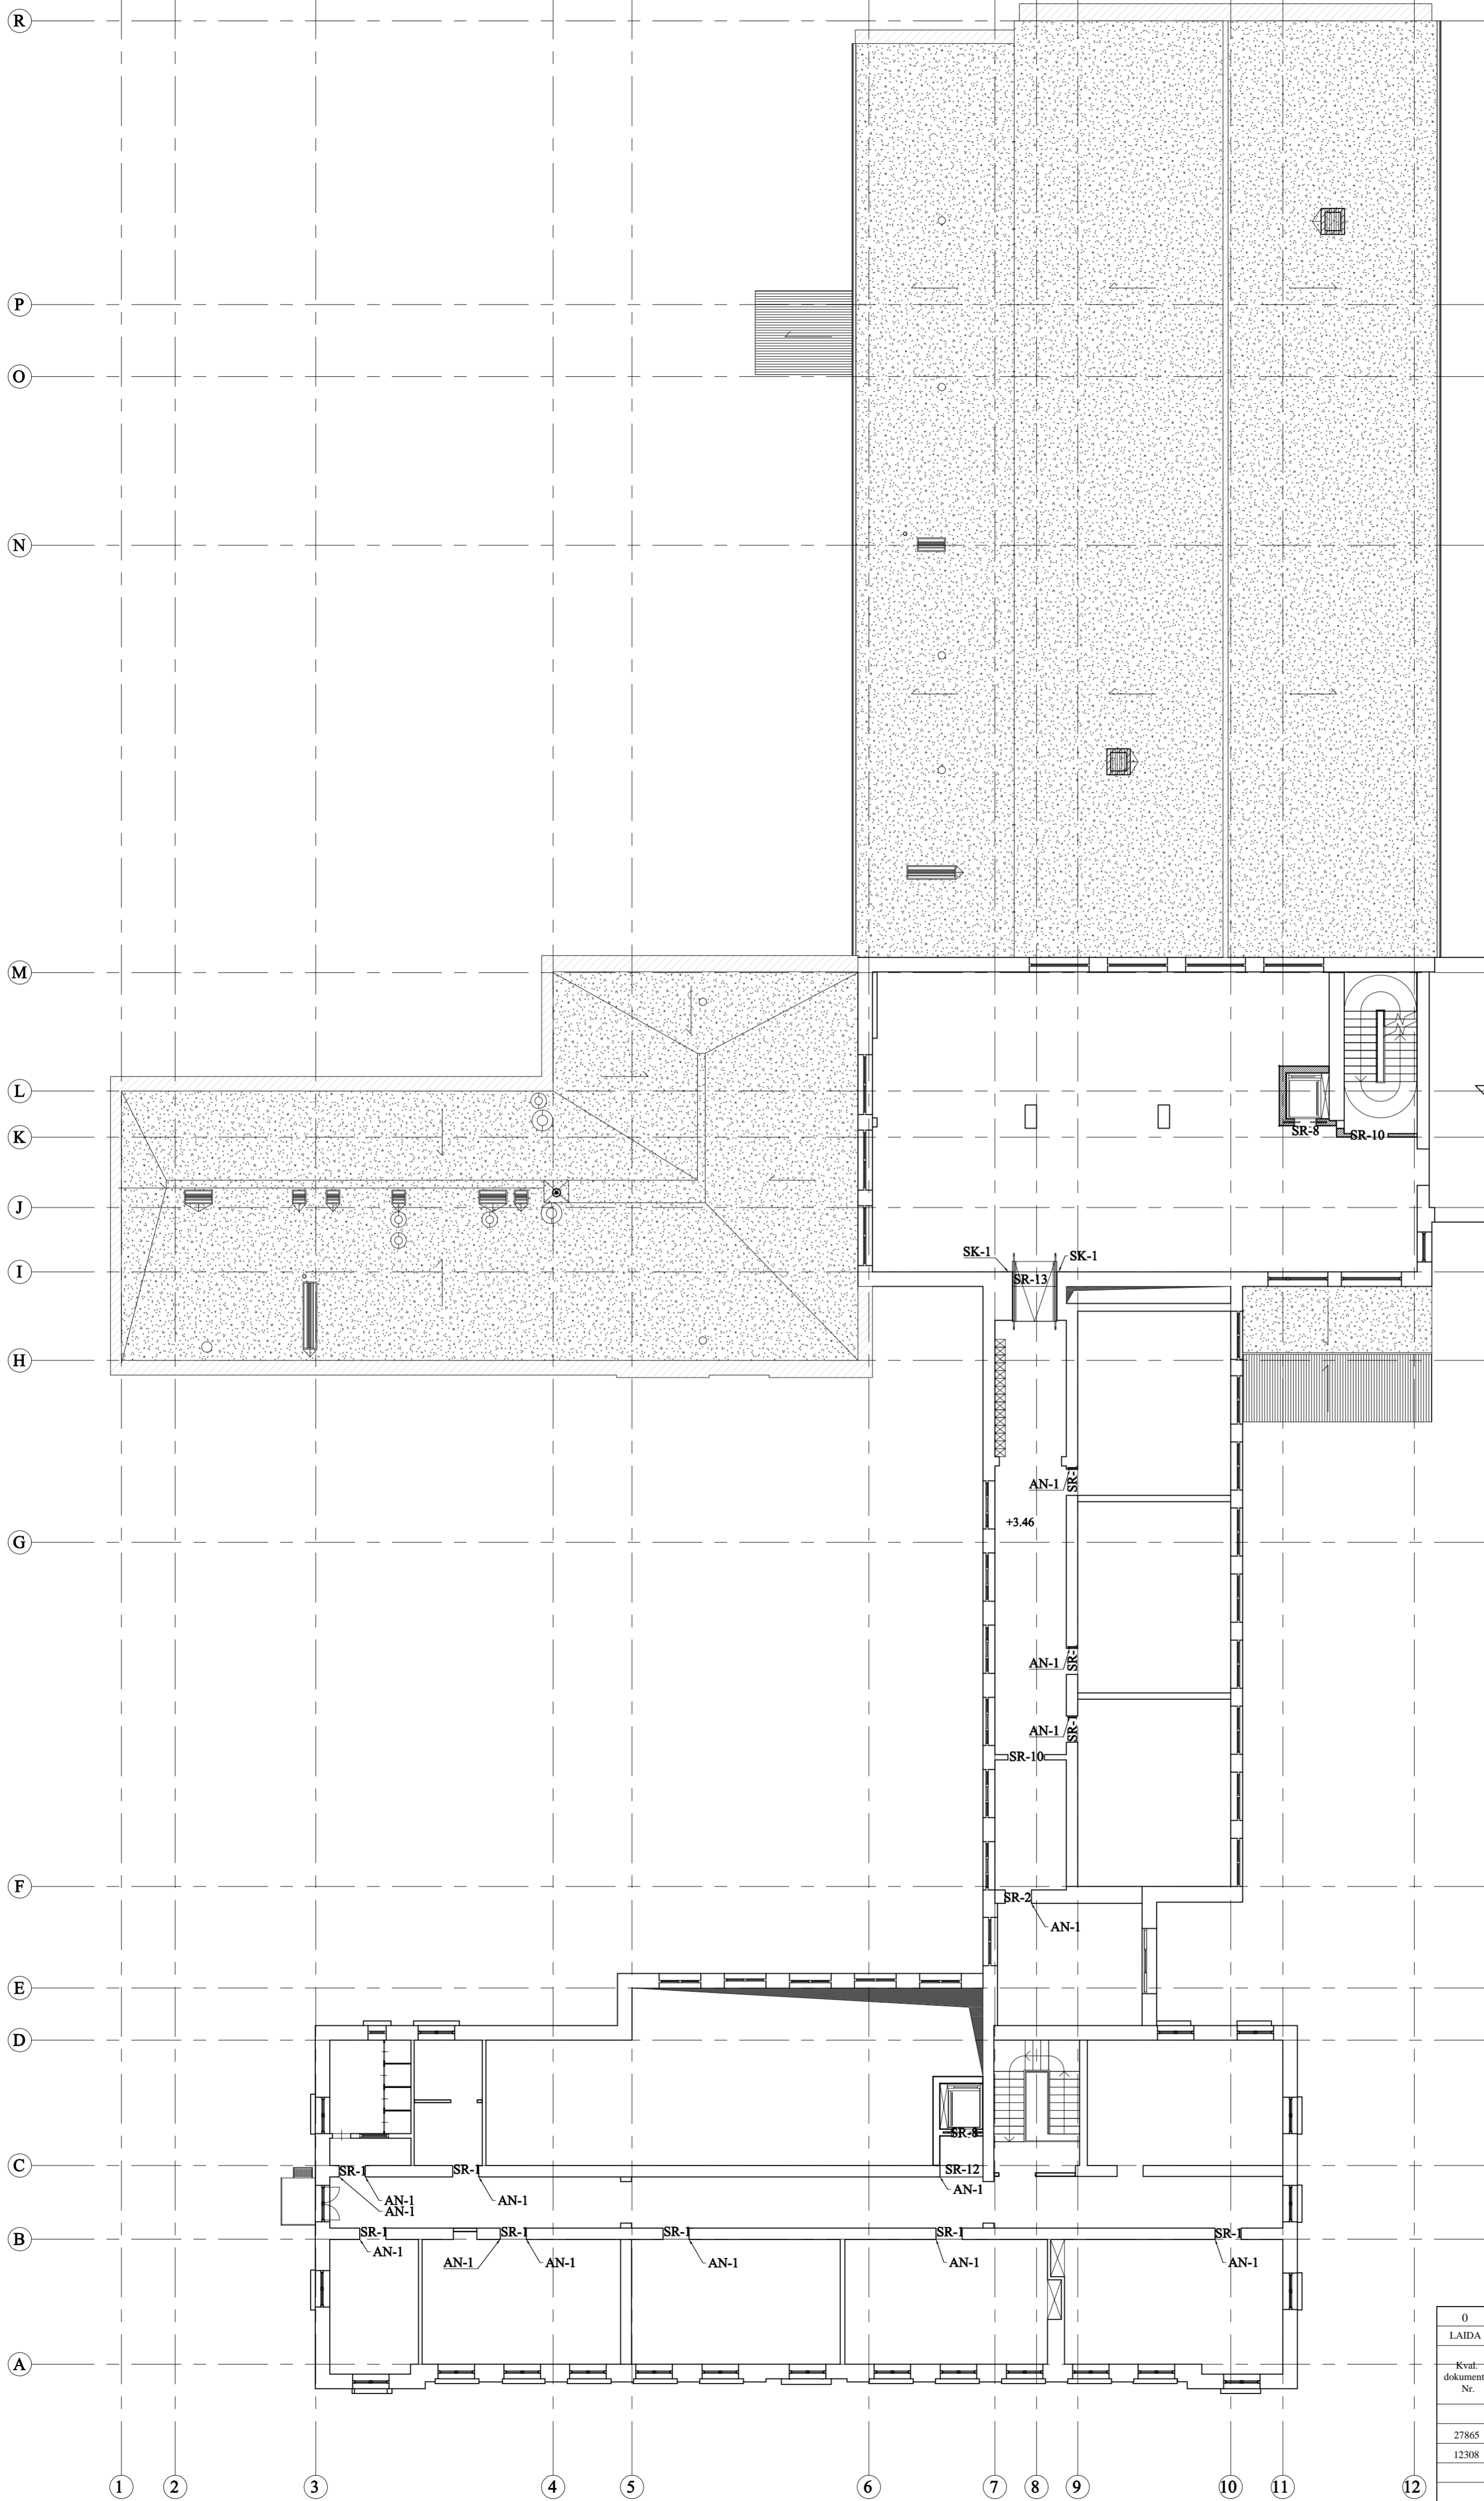 R
P
O
N
M
L
K
SR-8
SR-10
J
I
SK-1
SK-1
SR-13
H
AN-1
SR-1
+3.46
G
AN-1
SR-1
AN-1
SR-1
SR-10
F
SR-2
AN-1
E
D
SR-8
C
SR-1
SR-1
SR-12
AN-1
AN-1
AN-1
AN-1
B
SR-1
SR-1
SR-1
SR-1
SR-1
AN-1
AN-1
AN-1
AN-1
AN-1
AN-1
A
0
LAIDA
Kval.
dokument
Nr.
27865
12308
1 2 3 4 5 6 7 8 9 10 11 12